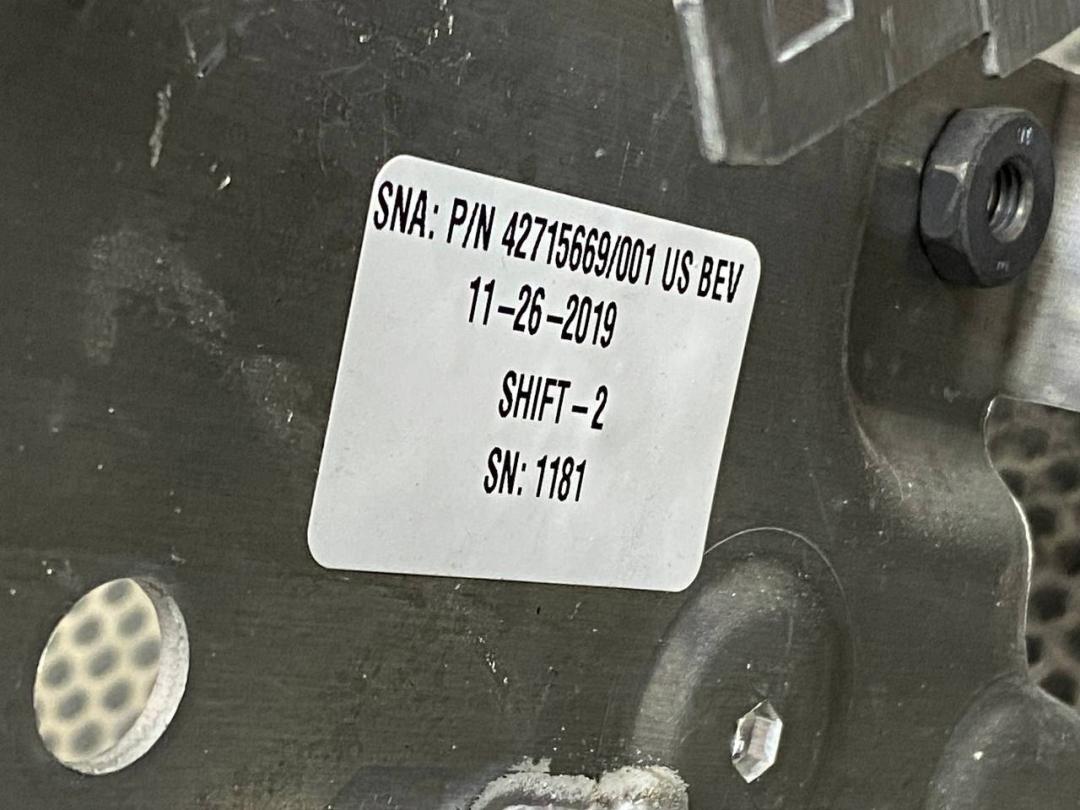 SNA: P/N 42715669/001 US BEV
11-26-2019
SHIFT-2
SN: 1181